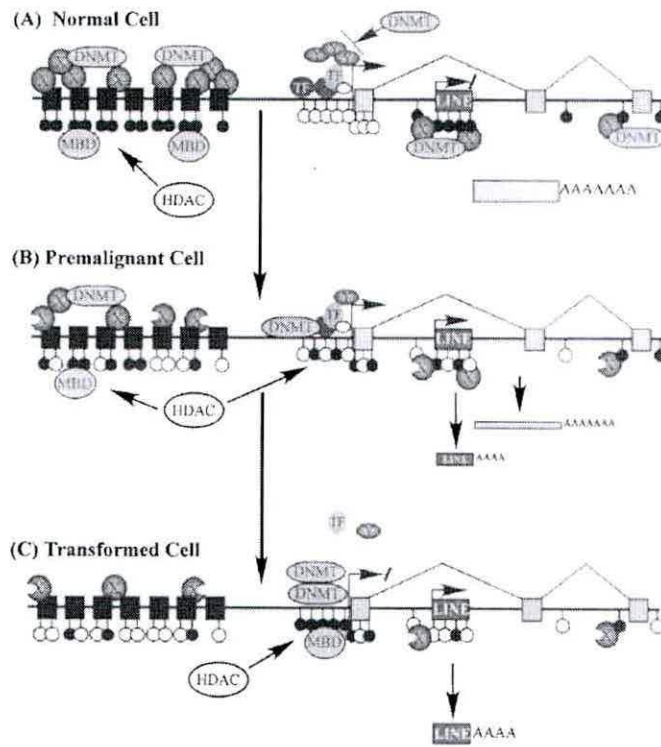 (A) Normal Cell
DNMT
DNMT
DNMT
TF
TF
LINE
MBD
MBD
DNMT
DNMT
HDAC
AAAAAAA
(B) Premalignant Cell
DNMT
TF
DNMT
LINE
MBD
HDAC
AAAAAAA
LINE AAAA
TF
(C) Transformed Cell
DNMT
DNMT
LINE
MBD
HDAC
LINE AAAA